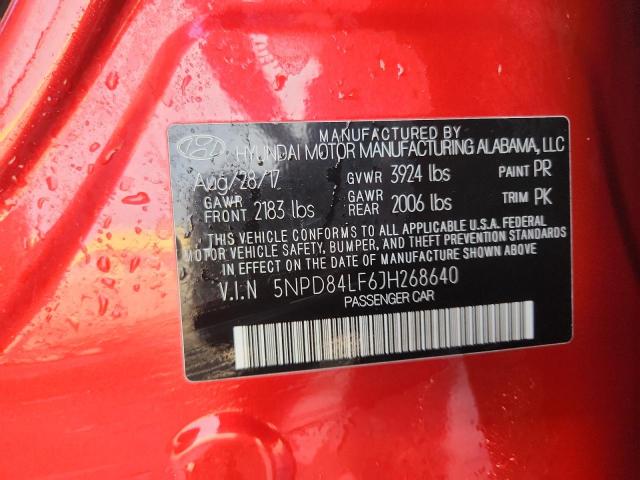 MANUFACTURED BY
HYUNDAI MOTOR MANUFACTURING ALABAMA, LLC
Aug/28/17 GVWR 3924 lbs PAINT PR
GAWR FRONT 2183 lbs GAWR REAR 2006 lbs TRIM PK
THIS VEHICLE CONFORMS TO ALL APPLICABLE U.S.A. FEDERAL
MOTOR VEHICLE SAFETY, BUMPER, AND THEFT PREVENTION STANDARDS
IN EFFECT ON THE DATE OF MANUFACTURE SHOWN ABOVE.
V.I.N 5NPD84LF6JH268640
PASSENGER CAR